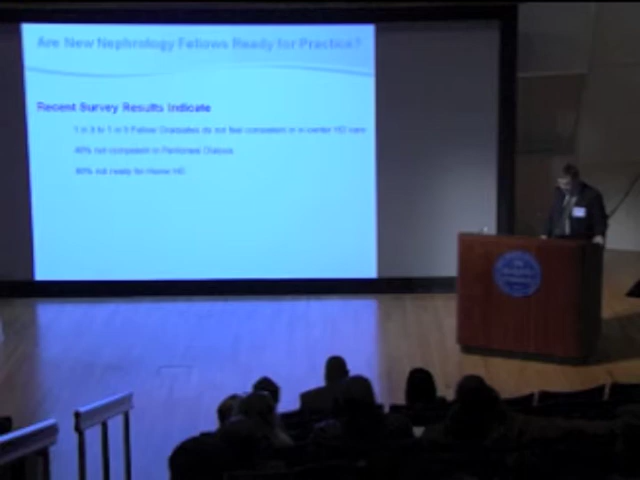 Are New Nephrology Fellows Ready for Practice?
Recent Survey Results Indicate
1 in 3 to 1 in 5 Fellow Graduates do not feel competent in in-center HD care
not competent in Peritoneal Dialysis
not ready for Home HD